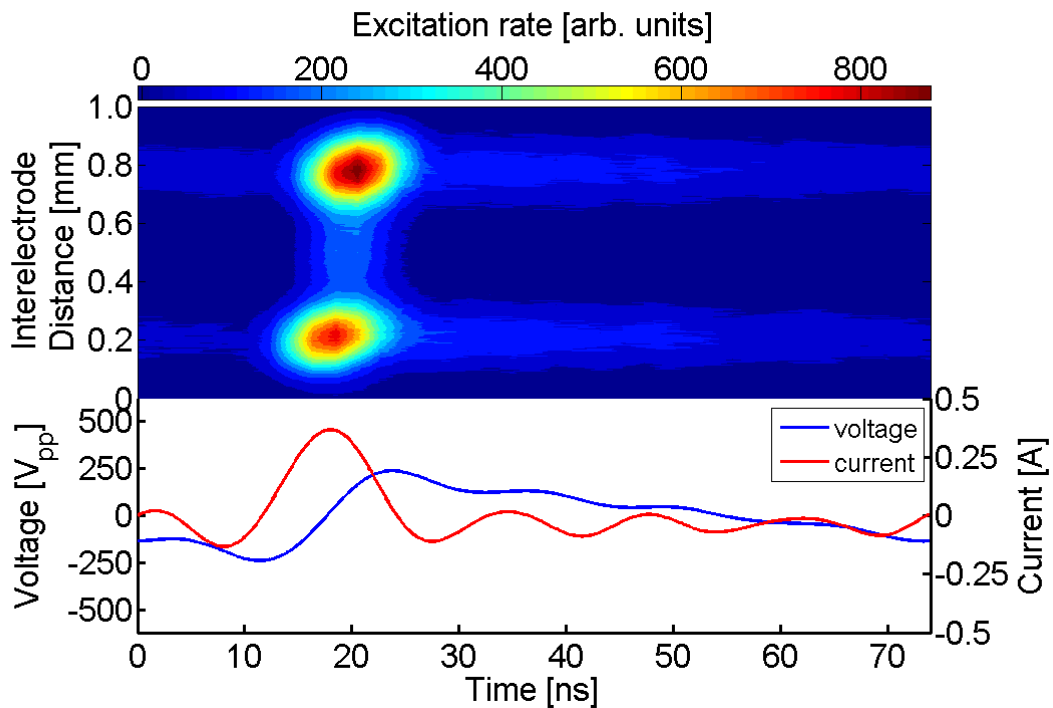 Excitation rate [arb. units]
0 200 400 600 800
Interelectrode
Distance [mm]
1.0
0.8
0.6
0.4
0.2
0
Voltage [Vpp]
500
250
0
-250
-500
voltage
current
0.5
0.25
0
-0.25
-0.5
Current [A]
0 10 20 30 40 50 60 70
Time [ns]